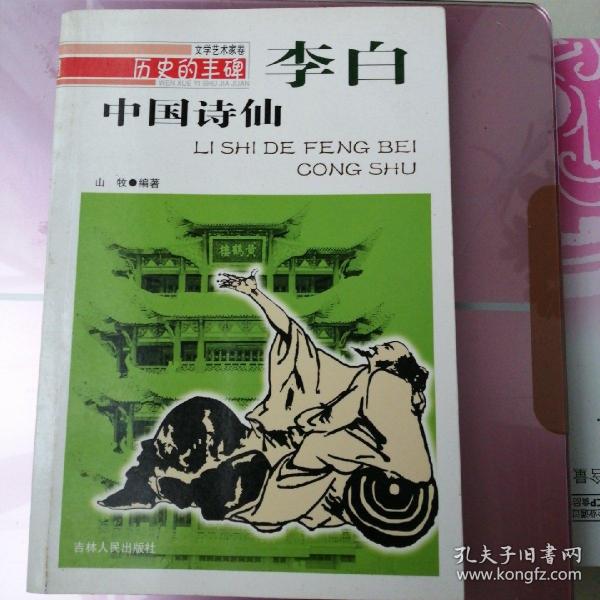 文学艺术家卷
历史的丰碑
WEN XUE YI SHU JIA JUAN
李白
中国诗仙
LI SHI DE FENG BEI
CONG SHU
山 牧●编著
黄鹤楼
吉林人民出版社
孔夫子旧书网
www.kongfz.com